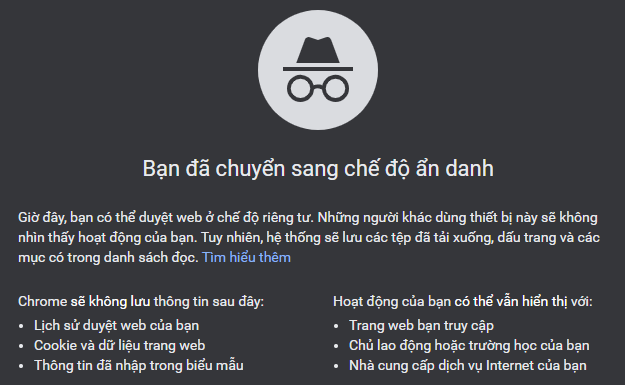 Bạn đã chuyển sang chế độ ẩn danh
Giờ đây, bạn có thể duyệt web ở chế độ riêng tư. Những người khác dùng thiết bị này sẽ không
nhìn thấy hoạt động của bạn. Tuy nhiên, hệ thống sẽ lưu các tệp đã tải xuống, dấu trang và các
mục có trong danh sách đọc. Tìm hiểu thêm
Chrome sẽ không lưu thông tin sau đây:
• Lịch sử duyệt web của bạn
• Cookie và dữ liệu trang web
• Thông tin đã nhập trong biểu mẫu
Hoạt động của bạn có thể vẫn hiển thị với:
• Trang web bạn truy cập
• Chủ lao động hoặc trường học của bạn
• Nhà cung cấp dịch vụ Internet của bạn